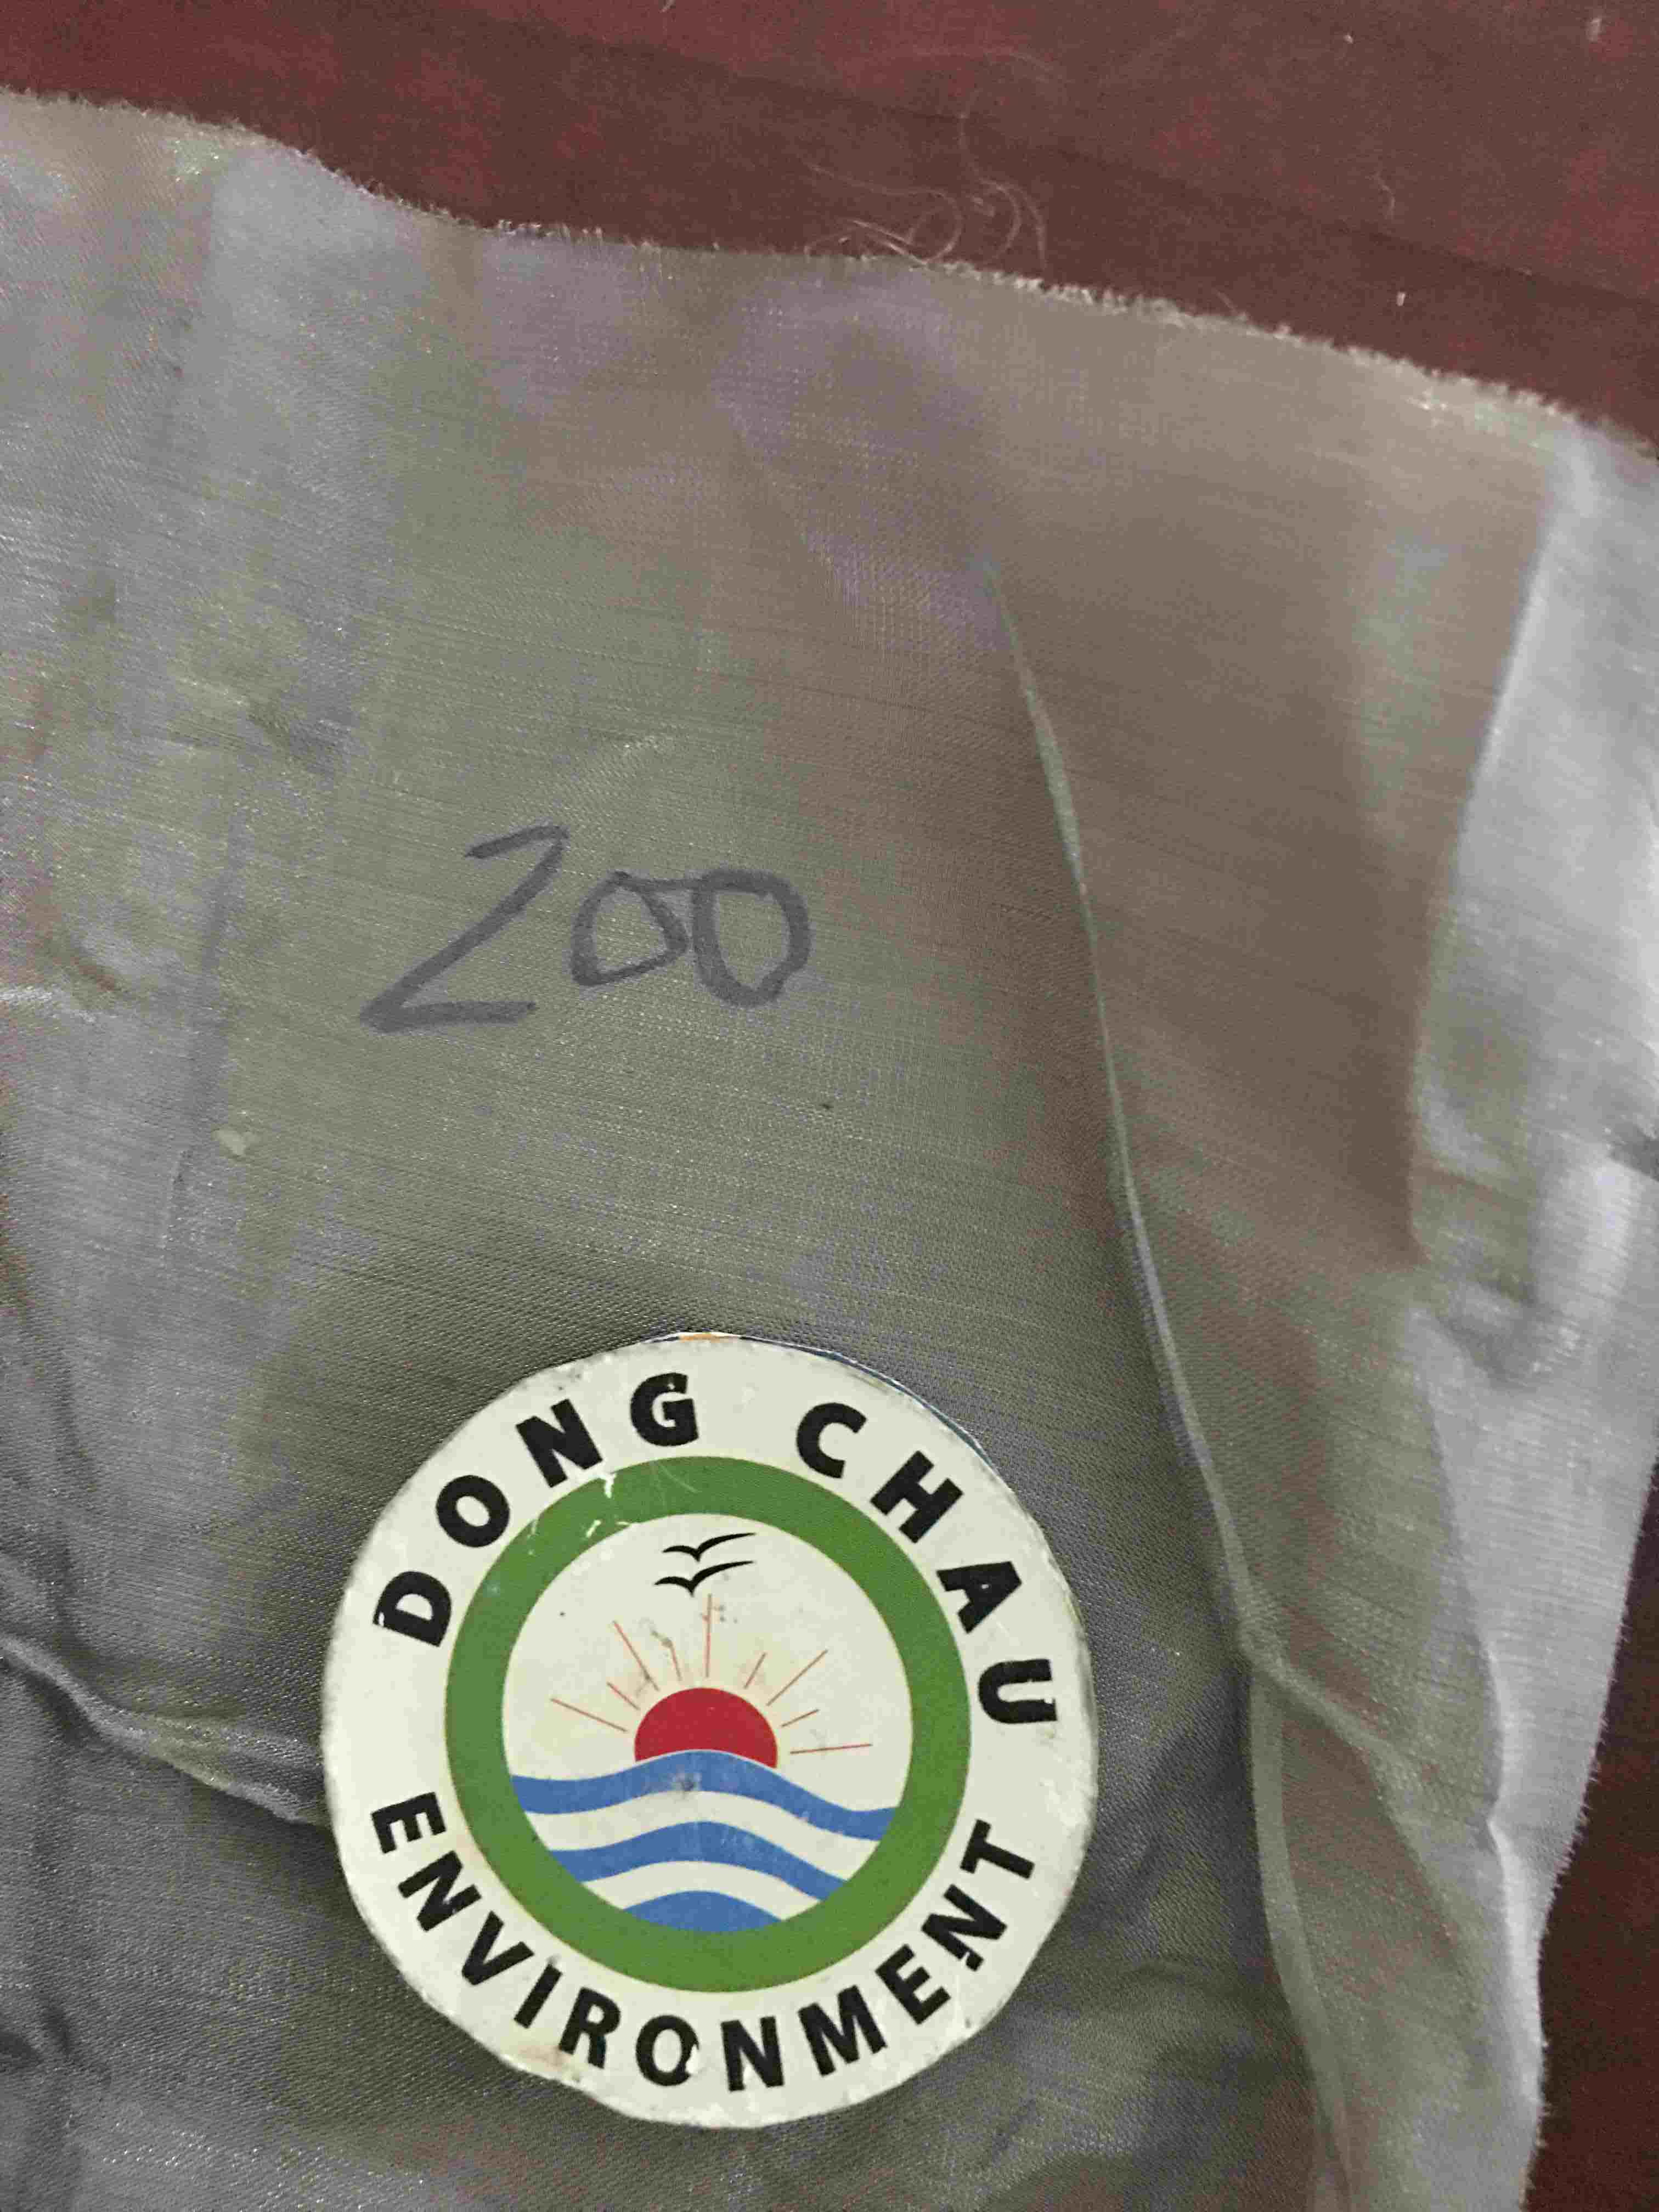 200
DONG CHAU
ENVIRONMENT